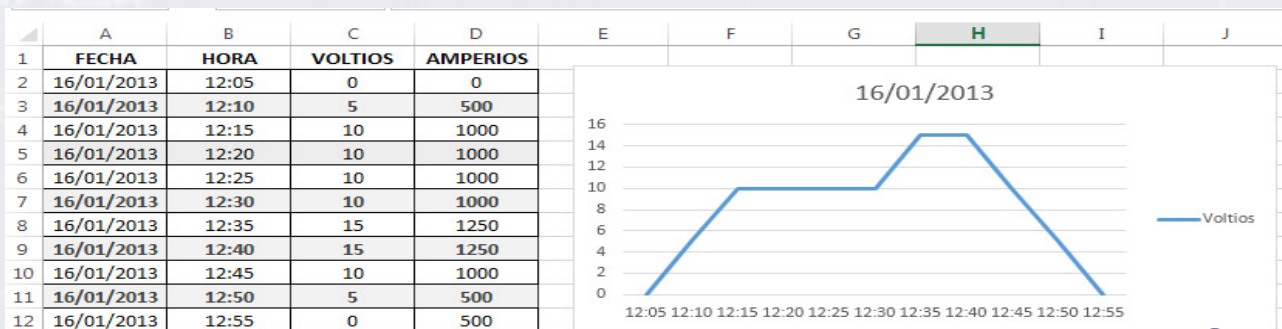 A B C D E F G H I J
1 FECHA HORA VOLTIOS AMPERIOS
2 16/01/2013 12:05 0 0
3 16/01/2013 12:10 5 500
4 16/01/2013 12:15 10 1000
5 16/01/2013 12:20 10 1000
6 16/01/2013 12:25 10 1000
7 16/01/2013 12:30 10 1000
8 16/01/2013 12:35 15 1250
9 16/01/2013 12:40 15 1250
10 16/01/2013 12:45 10 1000
11 16/01/2013 12:50 5 500
12 16/01/2013 12:55 0 500
16/01/2013
16
14
12
10
8
6
4
2
0
12:05 12:10 12:15 12:20 12:25 12:30 12:35 12:40 12:45 12:50 12:55
Voltios